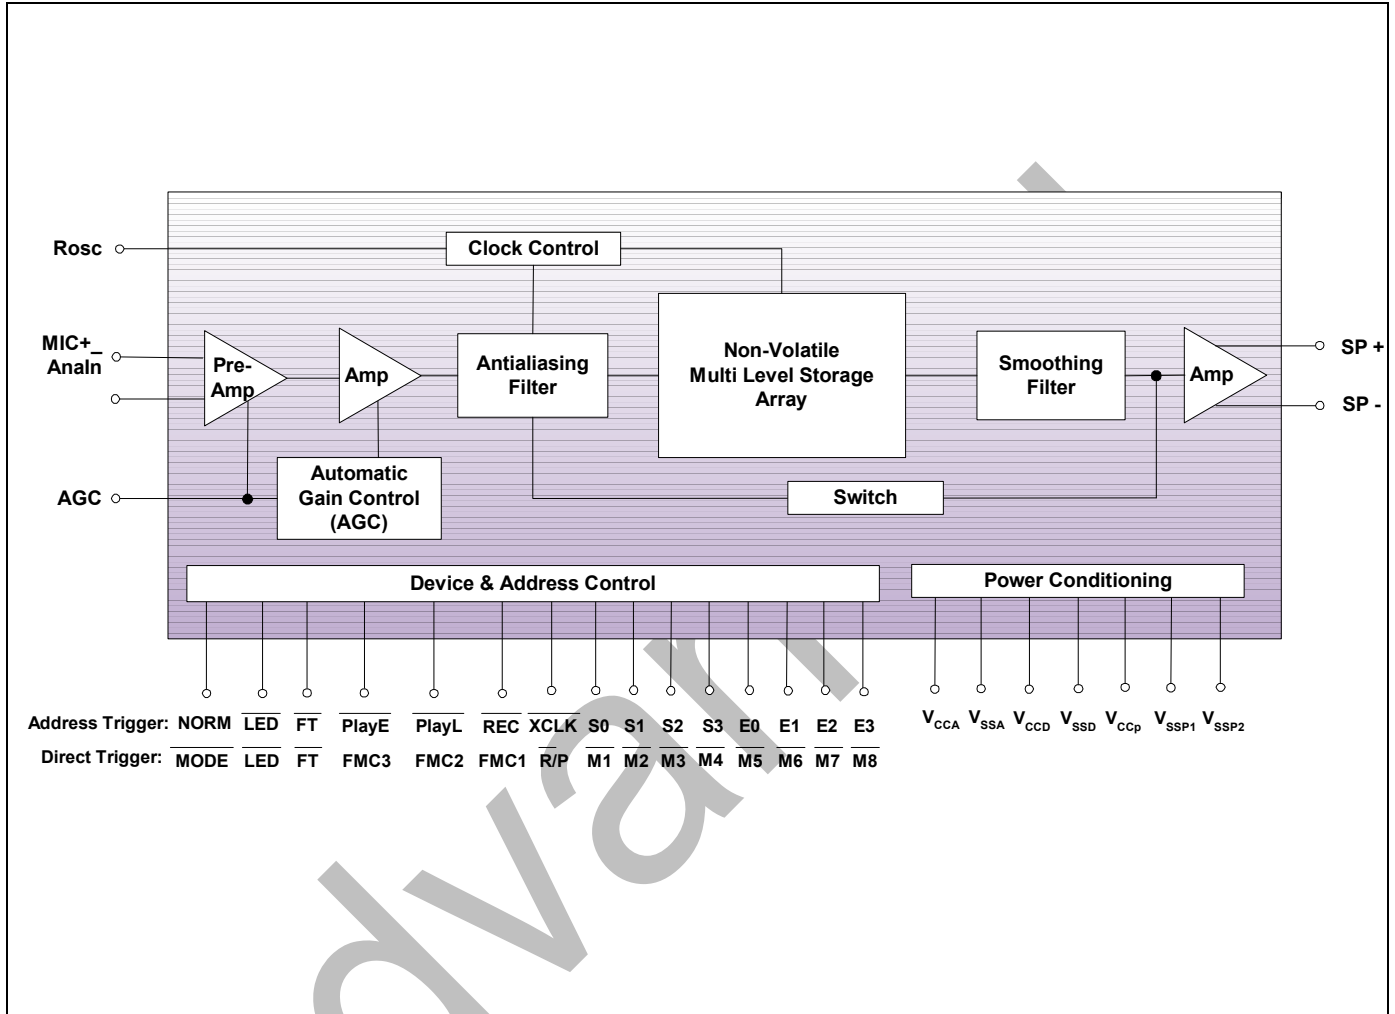 Rosc
Clock Control
MIC+_
AnaIn
Pre-
Amp
Amp
Antialiasing
Filter
Non-Volatile
Multi Level Storage
Array
Smoothing
Filter
Amp
SP +
SP -
AGC
Automatic
Gain Control
(AGC)
Switch
Device & Address Control
Power Conditioning
Address Trigger: NORM LED FT PlayE PlayL REC XCLK S0 S1 S2 S3 E0 E1 E2 E3
VCCA VSSA VCCD VSSD VCCp VSSP1 VSSP2
Direct Trigger: MODE LED FT FMC3 FMC2 FMC1 R/P M1 M2 M3 M4 M5 M6 M7 M8